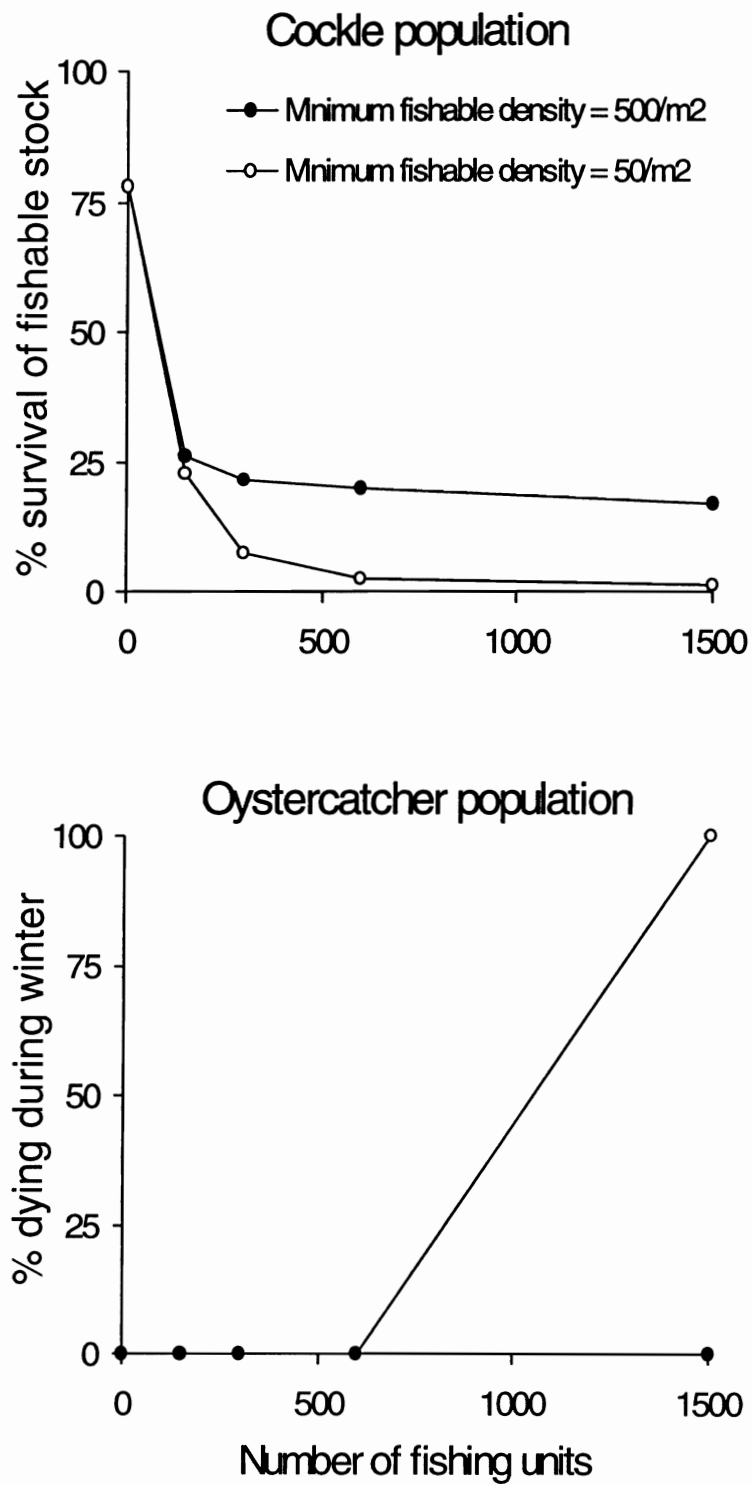 Cockle population
100
75
50
25
0
% survival of fishable stock
Mnimum fishable density = 500/m2
Mnimum fishable density = 50/m2
0 500 1000 1500
Oystercatcher population
100
75
50
25
0
% dying during winter
0 500 1000 1500
Number of fishing units